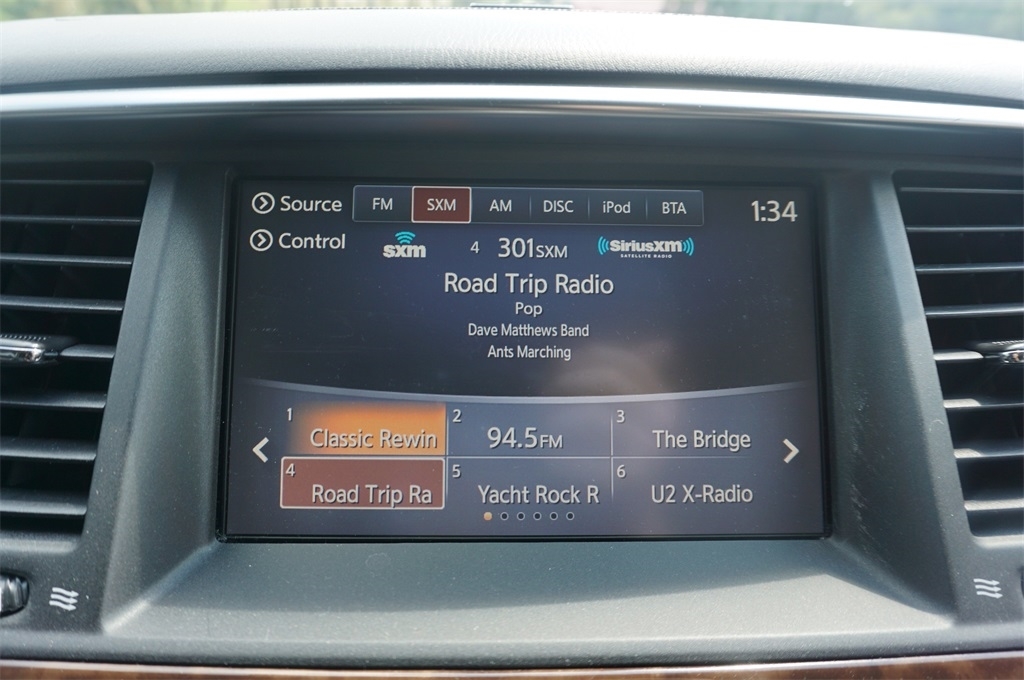 Source FM SXM AM DISC iPod BTA 1:34
Control sxm 4 301SXM ((SiriusXM))
SATELLITE RADIO
Road Trip Radio
Pop
Dave Matthews Band
Ants Marching
1 Classic Rewin 2 94.5FM 3 The Bridge
4 Road Trip Ra 5 Yacht Rock R 6 U2 X-Radio